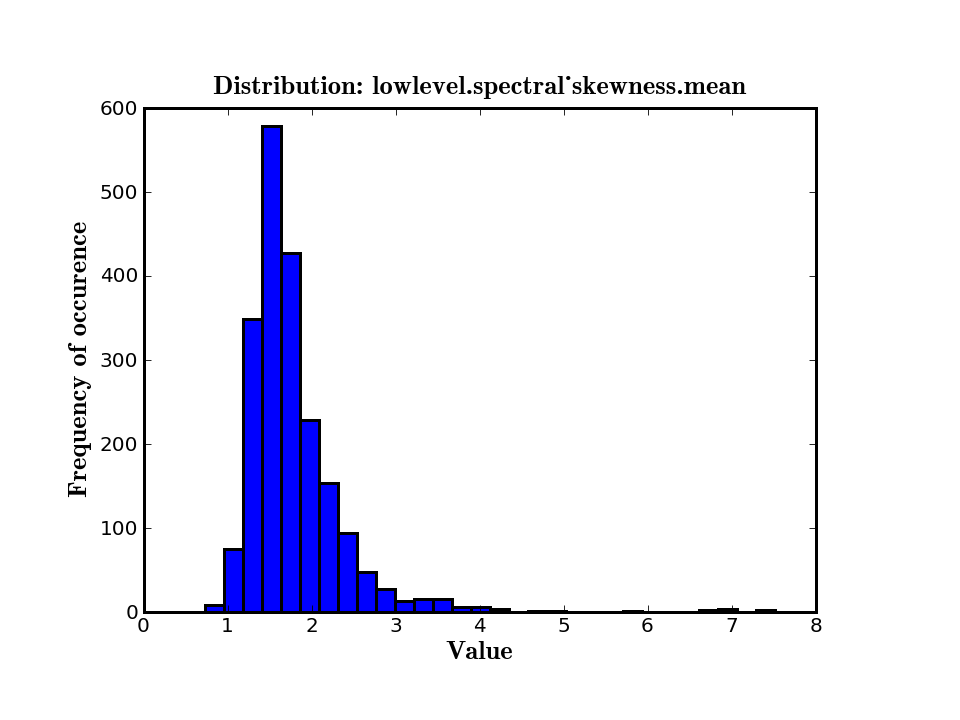 Distribution: lowlevel.spectral˙skewness.mean
600
500
400
300
200
100
0
Frequency of occurence
0 1 2 3 4 5 6 7 8
Value